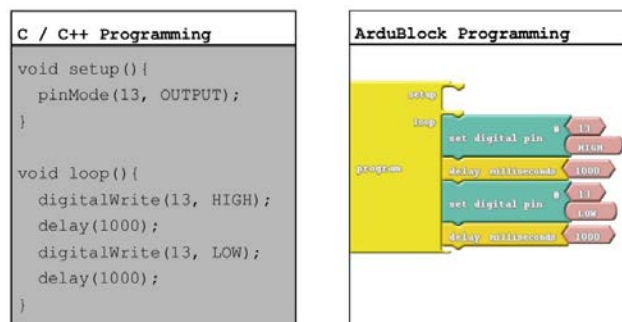 C / C++ Programming
void setup(){
pinMode(13, OUTPUT);
}
void loop(){
digitalWrite(13, HIGH);
delay(1000);
digitalWrite(13, LOW);
delay(1000);
}
ArduBlock Programming
setup
loop
program
set digital pin
#
13
HIGH
delay milliseconds
1000
set digital pin
#
13
LOW
delay milliseconds
1000